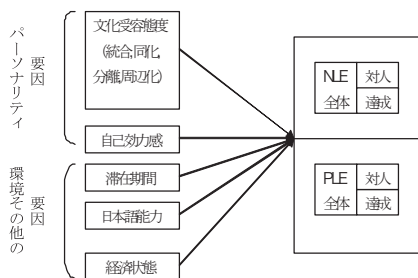 パーソナリティ
要因
文化受容態度
(統合,同化,
分離,周辺化)
自己効力感
環境その他の
要因
滞在期間
日本語能力
経済状態
NLE
全体
対人
達成
PLE
全体
対人
達成